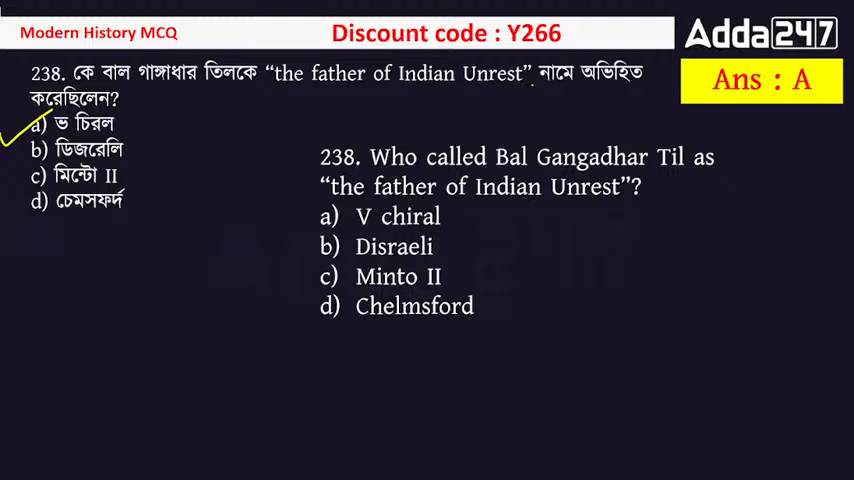 Modern History MCQ
Discount code : Y266
Adda247
Ans : A
238. কে বাল গাঙ্গাধার তিলকে “the father of Indian Unrest” নামে অভিহিত
করেছিলেন?
a) ভ চিরল
b) ডিজরেলি
c) মিন্টো II
d) চেমসফর্দ
238. Who called Bal Gangadhar Til as
“the father of Indian Unrest”?
a) V chiral
b) Disraeli
c) Minto II
d) Chelmsford